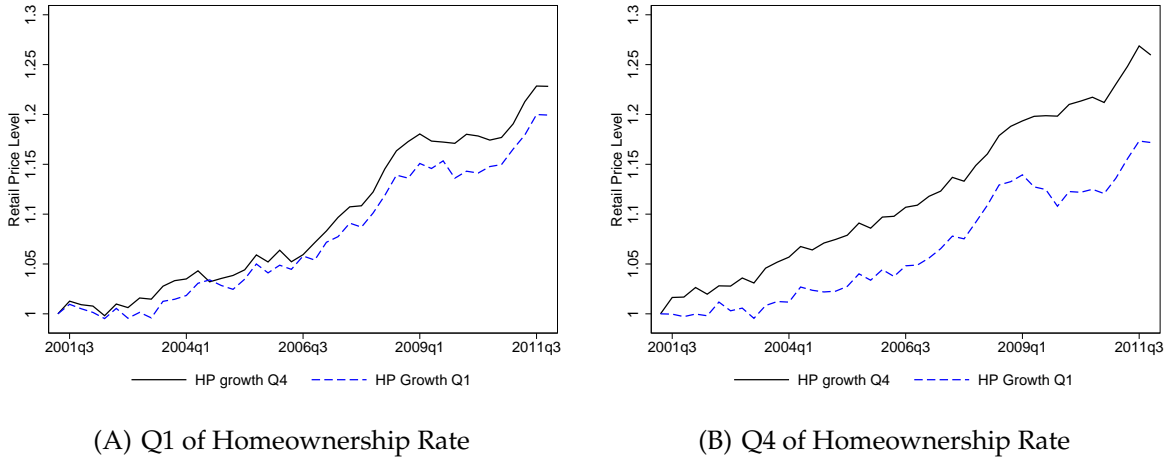 Retail Price Level
1.3
1.25
1.2
1.15
1.1
1.05
1
2001q3 2004q1 2006q3 2009q1 2011q3
HP growth Q4 HP Growth Q1
(A) Q1 of Homeownership Rate
Retail Price Level
1.3
1.25
1.2
1.15
1.1
1.05
1
2001q3 2004q1 2006q3 2009q1 2011q3
HP growth Q4 HP Growth Q1
(B) Q4 of Homeownership Rate